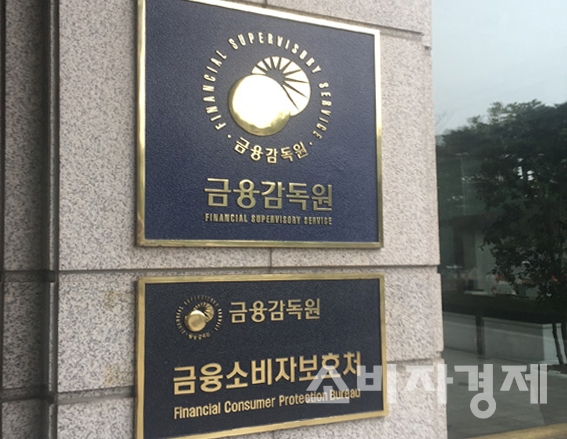 · FINANCIAL SUPERVISORY SERVICE ·
금융감독원
금융감독원
FINANCIAL SUPERVISORY SERVICE
금융감독원
금융소비자보호처
Financial Consumer Protection Bureau
소비자경제